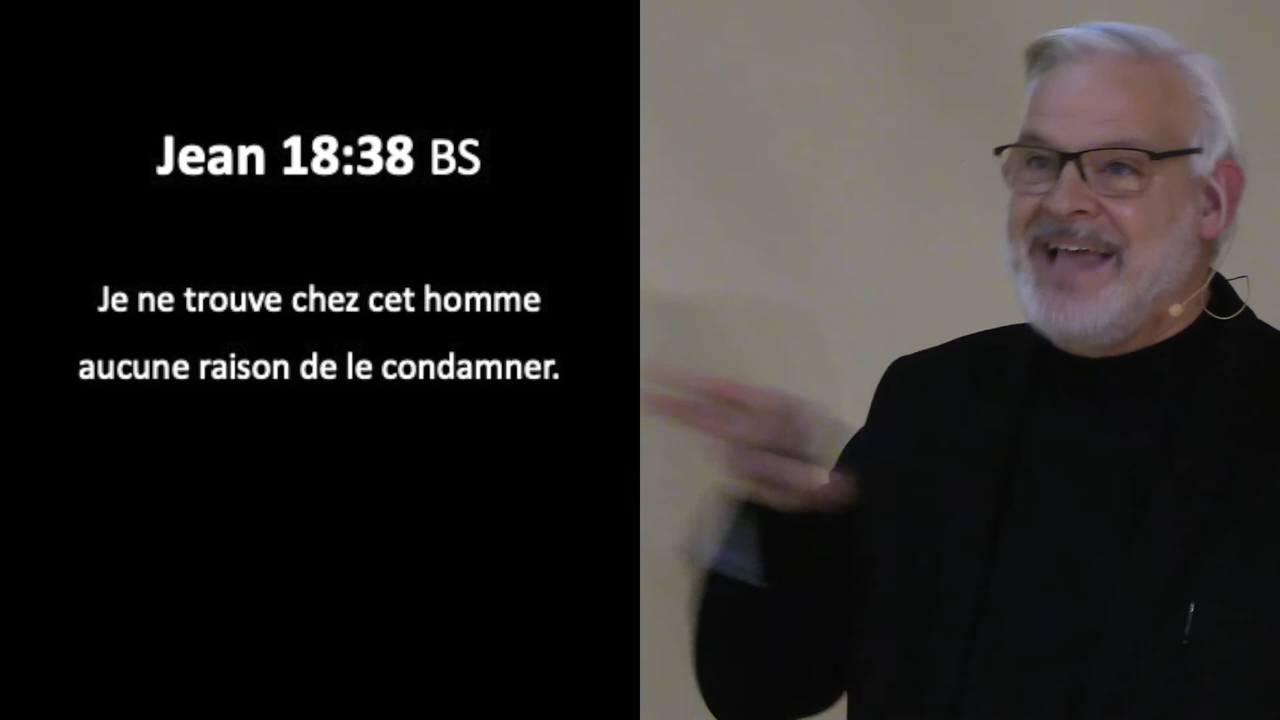 Jean 18:38 BS
Je ne trouve chez cet homme
aucune raison de le condamner.